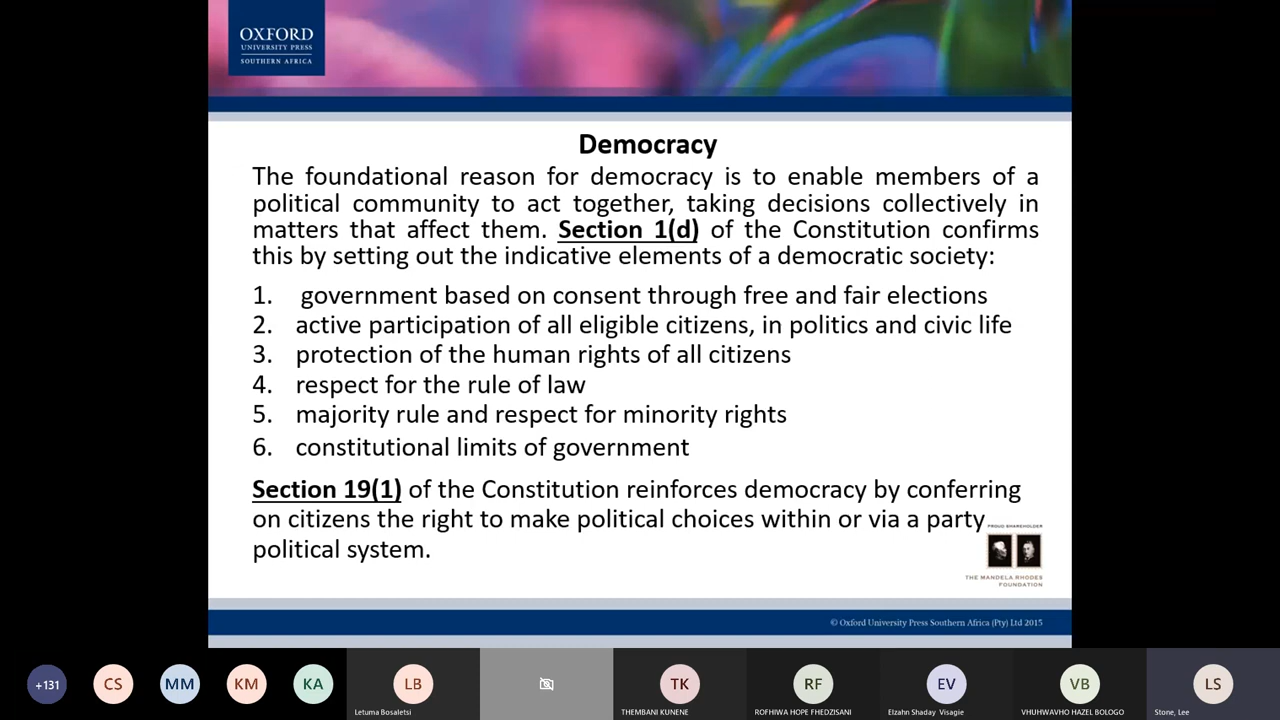 OXFORD
UNIVERSITY PRESS
SOUTHERN AFRICA
Democracy
The foundational reason for democracy is to enable members of a
political community to act together, taking decisions collectively in
matters that affect them. Section 1(d) of the Constitution confirms
this by setting out the indicative elements of a democratic society:
1. government based on consent through free and fair elections
2. active participation of all eligible citizens, in politics and civic life
3. protection of the human rights of all citizens
4. respect for the rule of law
5. majority rule and respect for minority rights
6. constitutional limits of government
Section 19(1) of the Constitution reinforces democracy by conferring
on citizens the right to make political choices within or via a party
political system.
PROUD SHAREHOLDER
THE MANDELA RHODES
FOUNDATION
© Oxford University Press Southern Africa (Pty) Ltd 2015
+131 CS MM KM KA LB TK RF EV VB LS
Letuma Bosaletsi THEMBANI KUNENE ROFHIWA HOPE FHEDZISANI Elzahn Shaday Visagie VHUHWAVHO HAZEL BOLOGO Stone, Lee